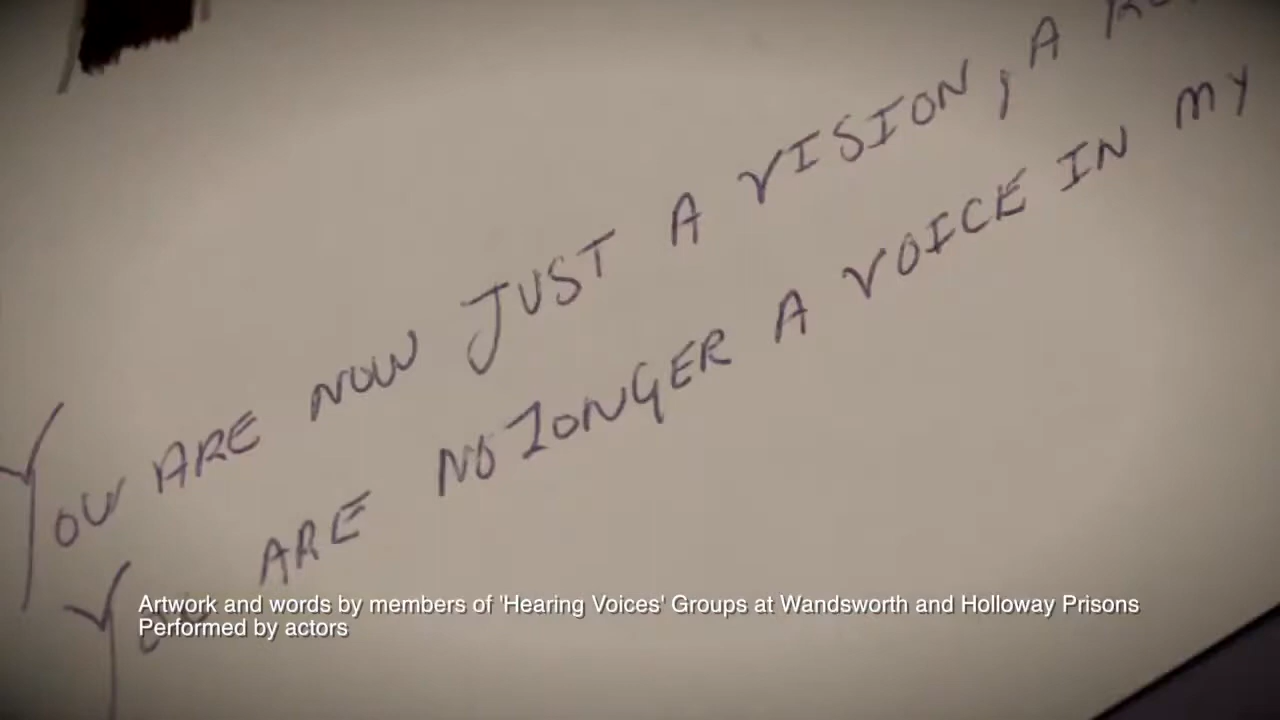 YOU ARE NOW JUST A VISION, A
YOU ARE NO LONGER A VOICE IN MY
Artwork and words by members of 'Hearing Voices' Groups at Wandsworth and Holloway Prisons
Performed by actors